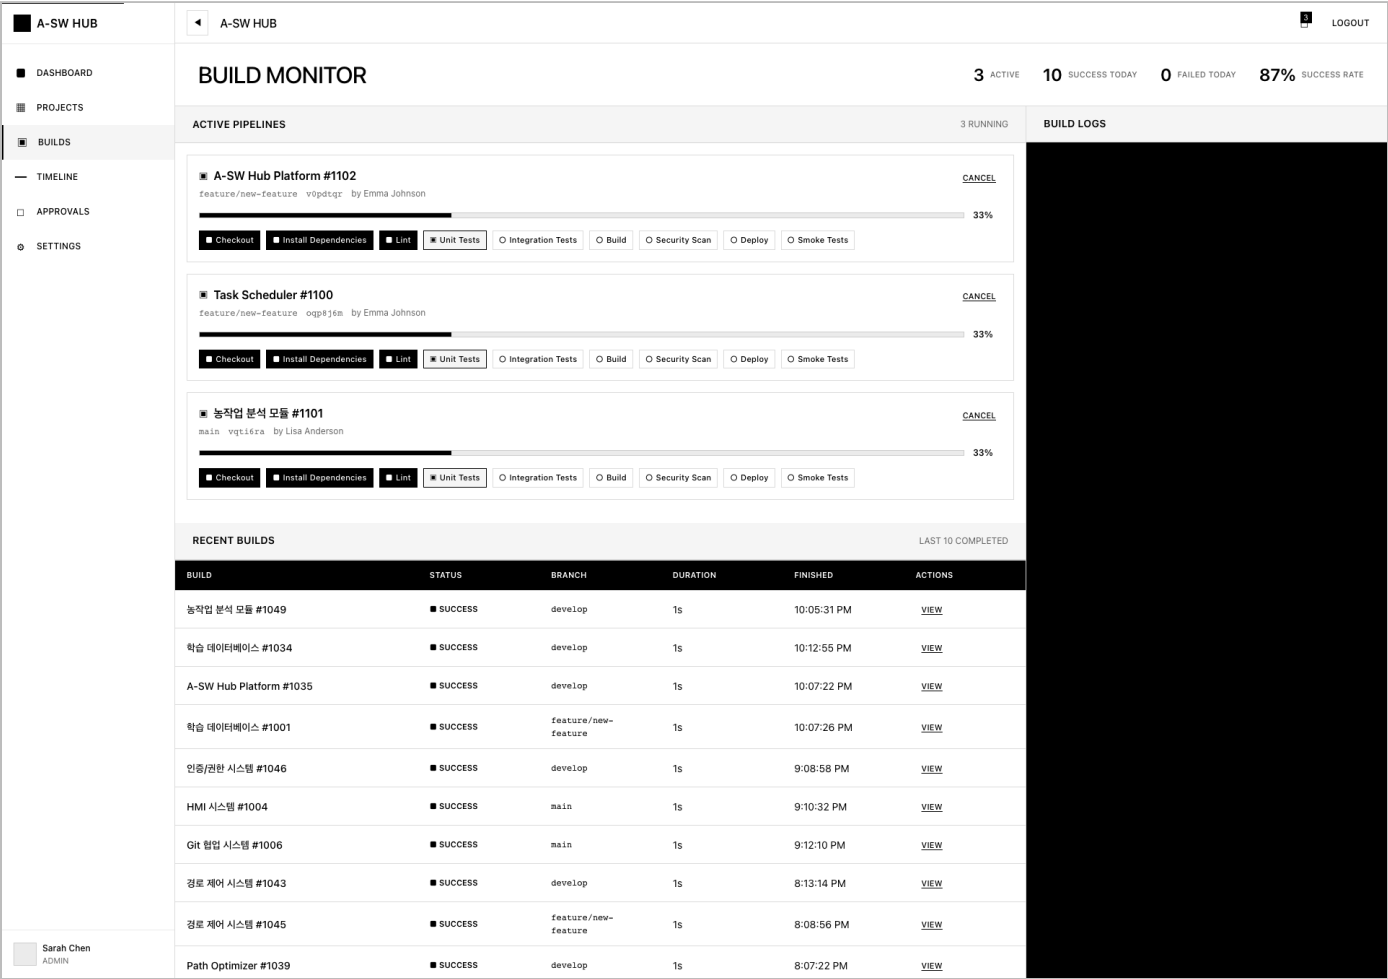 A-SW HUB
A-SW HUB
3
LOGOUT
DASHBOARD
PROJECTS
BUILDS
TIMELINE
APPROVALS
SETTINGS
BUILD MONITOR
3 ACTIVE
10 SUCCESS TODAY
0 FAILED TODAY
87% SUCCESS RATE
ACTIVE PIPELINES
3 RUNNING
A-SW Hub Platform #1102
CANCEL
feature/new-feature v0pdtqr by Emma Johnson
33%
Checkout Install Dependencies Lint Unit Tests Integration Tests Build Security Scan Deploy Smoke Tests
Task Scheduler #1100
CANCEL
feature/new-feature oqp8j6m by Emma Johnson
33%
Checkout Install Dependencies Lint Unit Tests Integration Tests Build Security Scan Deploy Smoke Tests
농작업 분석 모듈 #1101
CANCEL
main vqti6ra by Lisa Anderson
33%
Checkout Install Dependencies Lint Unit Tests Integration Tests Build Security Scan Deploy Smoke Tests
RECENT BUILDS
LAST 10 COMPLETED
BUILD STATUS BRANCH DURATION FINISHED ACTIONS
농작업 분석 모듈 #1049 SUCCESS develop 1s 10:05:31 PM VIEW
학습 데이터베이스 #1034 SUCCESS develop 1s 10:12:55 PM VIEW
A-SW Hub Platform #1035 SUCCESS develop 1s 10:07:22 PM VIEW
학습 데이터베이스 #1001 SUCCESS feature/new-
feature 1s 10:07:26 PM VIEW
인증/권한 시스템 #1046 SUCCESS develop 1s 9:08:58 PM VIEW
HMI 시스템 #1004 SUCCESS main 1s 9:10:32 PM VIEW
Git 협업 시스템 #1006 SUCCESS main 1s 9:12:10 PM VIEW
경로 제어 시스템 #1043 SUCCESS develop 1s 8:13:14 PM VIEW
경로 제어 시스템 #1045 SUCCESS feature/new-
feature 1s 8:08:56 PM VIEW
Path Optimizer #1039 SUCCESS develop 1s 8:07:22 PM VIEW
BUILD LOGS
Sarah Chen
ADMIN